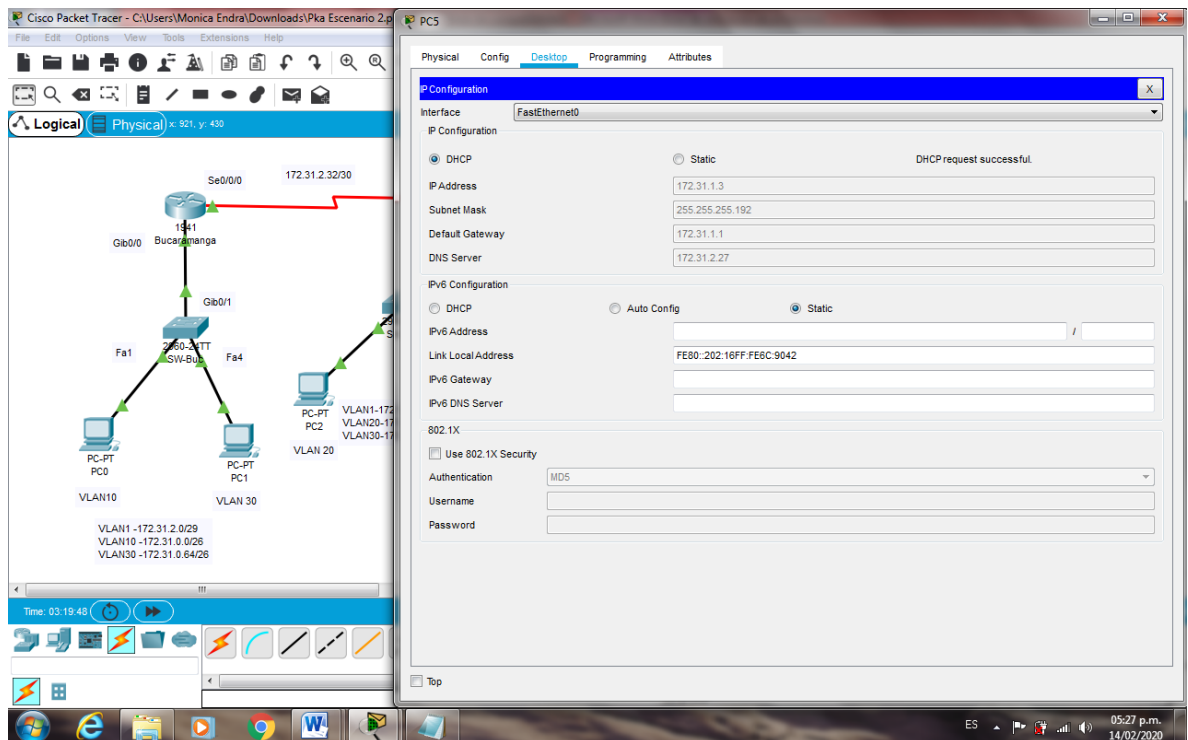 Cisco Packet Tracer - C:\Users\Monica Endra\Downloads\Pka Escenario 2.p
File Edit Options View Tools Extensions Help
Logical Physical x: 921, y: 430
Se0/0/0
172.31.2.32/30
1941
Gib0/0 Bucaramanga
Gib0/1
2960-24TT
SW-Buc
Fa1
Fa4
29
S
PC-PT
PC0
PC-PT
PC1
PC-PT
PC2
VLAN1-172
VLAN20-17
VLAN30-17
VLAN 20
VLAN10
VLAN 30
VLAN1 -172.31.2.0/29
VLAN10 -172.31.0.0/26
VLAN30 -172.31.0.64/26
Time: 03:19:48
PC5
Physical Config Desktop Programming Attributes
IP Configuration X
Interface FastEthernet0
IP Configuration
DHCP Static DHCP request successful.
IP Address 172.31.1.3
Subnet Mask 255.255.255.192
Default Gateway 172.31.1.1
DNS Server 172.31.2.27
IPv6 Configuration
DHCP Auto Config Static
IPv6 Address /
Link Local Address FE80::202:16FF:FE6C:9042
IPv6 Gateway
IPv6 DNS Server
802.1X
Use 802.1X Security
Authentication MD5
Username
Password
Top
ES 05:27 p.m.
14/02/2020